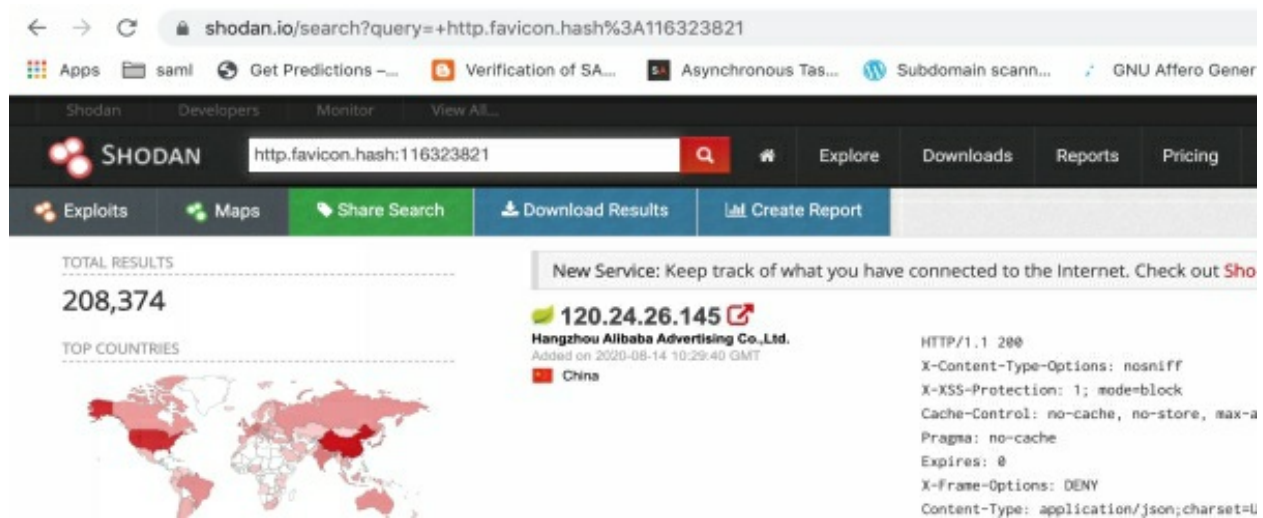 shodan.io/search?query=+http.favicon.hash%3A116323821
Apps saml Get Predictions –... Verification of SA... SA Asynchronous Tas... Subdomain scann... GNU Affero Gener
Shodan Developers Monitor View All...
SHODAN http.favicon.hash:116323821 Explore Downloads Reports Pricing
Exploits Maps Share Search Download Results Create Report
TOTAL RESULTS
208,374
TOP COUNTRIES
New Service: Keep track of what you have connected to the Internet. Check out Sho
120.24.26.145
Hangzhou Alibaba Advertising Co.,Ltd.
Added on 2020-08-14 10:29:40 GMT
China
HTTP/1.1 200
X-Content-Type-Options: nosniff
X-XSS-Protection: 1; mode=block
Cache-Control: no-cache, no-store, max-a
Pragma: no-cache
Expires: 0
X-Frame-Options: DENY
Content-Type: application/json;charset=U